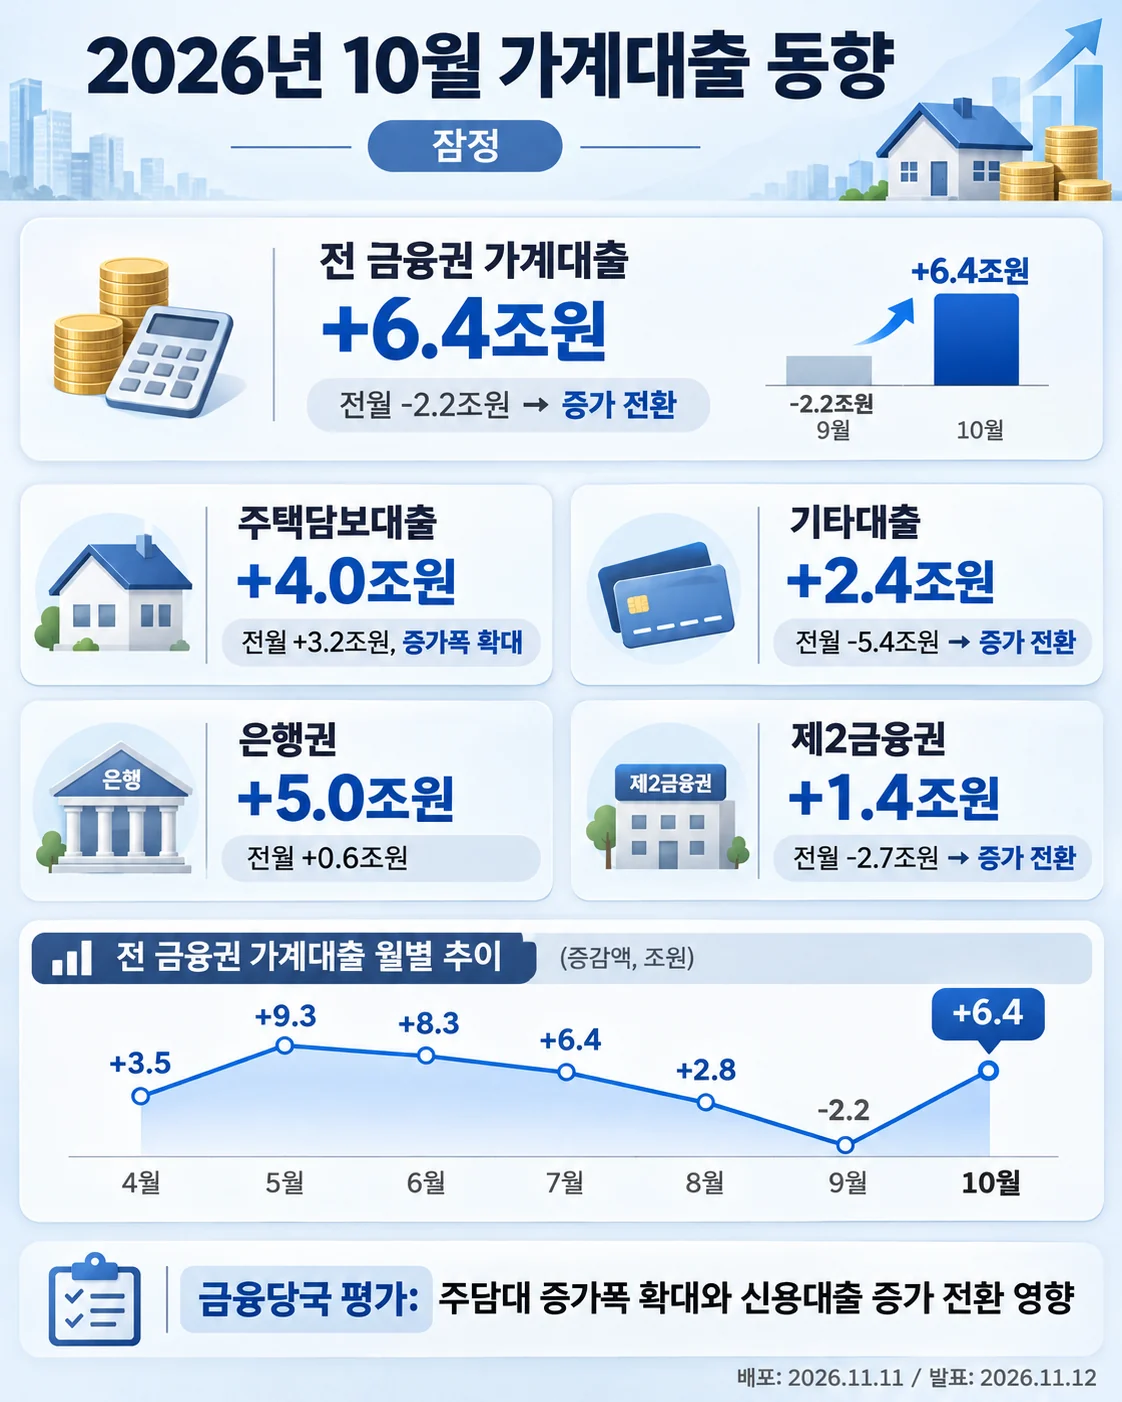 2026년 10월 가계대출 동향
잠정
전 금융권 가계대출
+6.4조원
전월 -2.2조원 → 증가 전환
+6.4조원
-2.2조원
9월
10월
주택담보대출
+4.0조원
전월 +3.2조원, 증가폭 확대
기타대출
+2.4조원
전월 -5.4조원 → 증가 전환
은행
은행권
+5.0조원
전월 +0.6조원
제2금융권
제2금융권
+1.4조원
전월 -2.7조원 → 증가 전환
전 금융권 가계대출 월별 추이 (증감액, 조원)
+3.5
+9.3
+8.3
+6.4
+2.8
-2.2
+6.4
4월 5월 6월 7월 8월 9월 10월
금융당국 평가: 주담대 증가폭 확대와 신용대출 증가 전환 영향
배포: 2026.11.11 / 발표: 2026.11.12